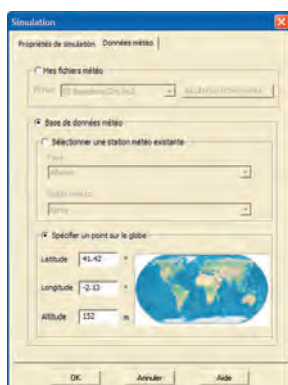 Simulation
Propriétés de simulation Données météo
Mes fichiers météo
Base de données météo
Sélectionner une station météo existante
Pays
Spécifier un point sur le globe
Latitude 41.42 °
Longitude -2.13 °
Altitude 152 m
OK Annuler Aide